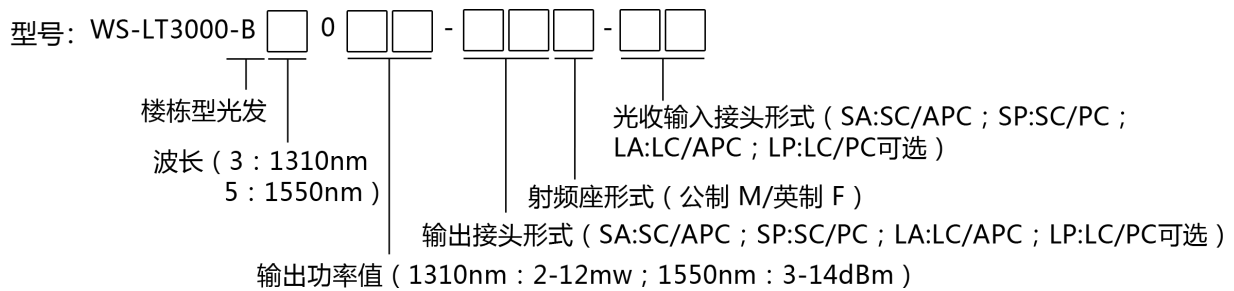 型号：WS-LT3000-B□0□□-□□□-□□
楼栋型光发
波长（3：1310nm
5：1550nm）
光收输入接头形式（SA:SC/APC；SP:SC/PC；
LA:LC/APC；LP:LC/PC可选）
射频座形式（公制 M/英制 F）
输出接头形式（SA:SC/APC；SP:SC/PC；LA:LC/APC；LP:LC/PC可选）
输出功率值（1310nm：2-12mw；1550nm：3-14dBm）